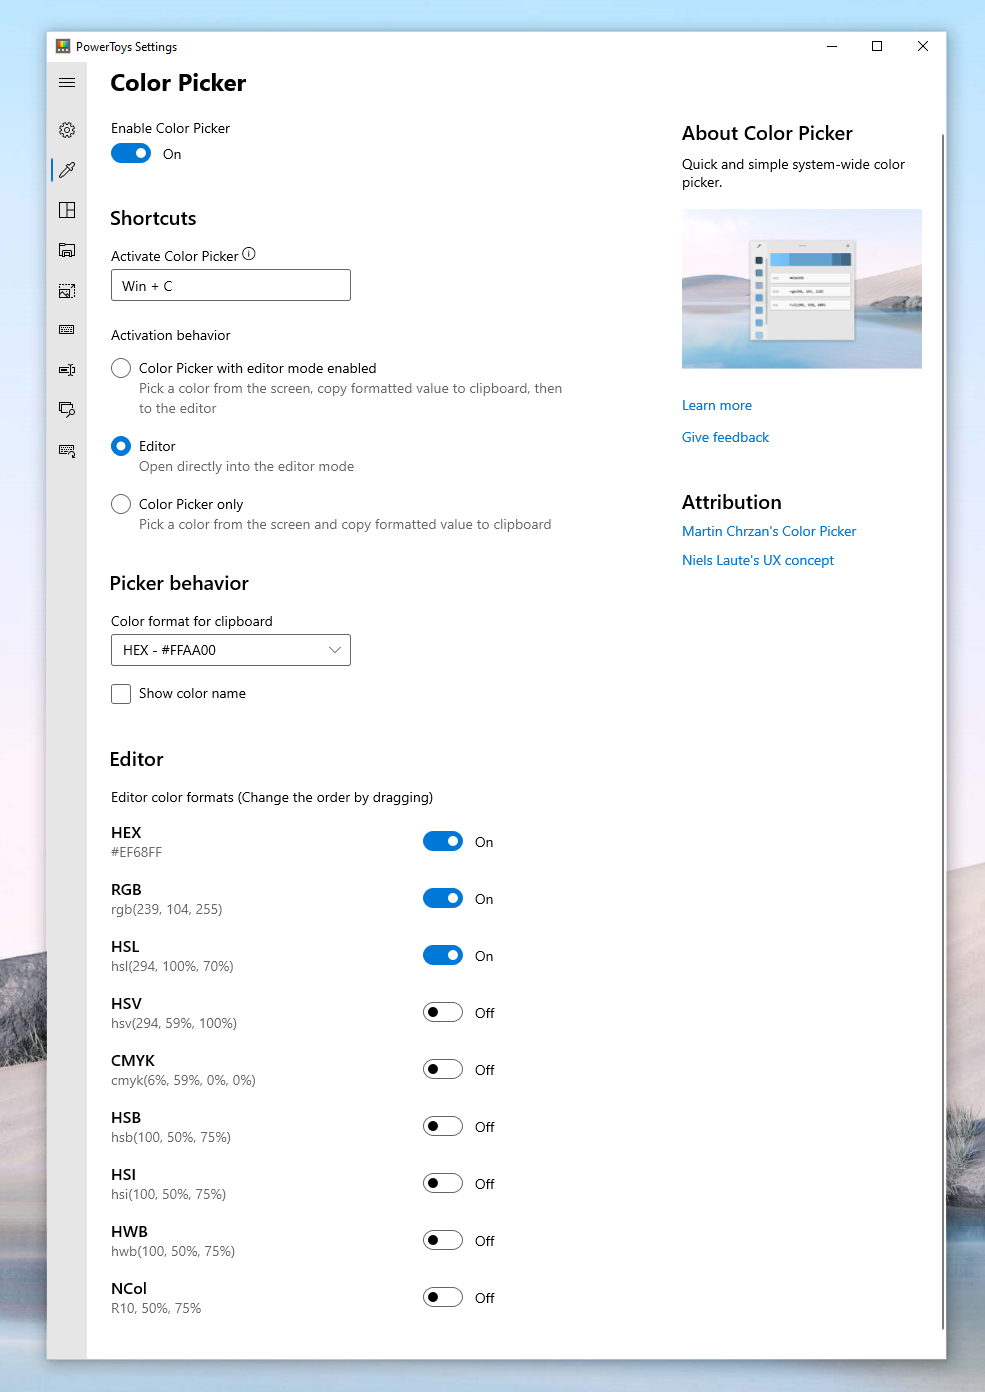 PowerToys Settings
Color Picker
Enable Color Picker
On
Shortcuts
Activate Color Picker
Win + C
Activation behavior
Color Picker with editor mode enabled
Pick a color from the screen, copy formatted value to clipboard, then
to the editor
Editor
Open directly into the editor mode
Color Picker only
Pick a color from the screen and copy formatted value to clipboard
Picker behavior
Color format for clipboard
HEX - #FFAA00
Show color name
Editor
Editor color formats (Change the order by dragging)
HEX
#EF68FF
On
RGB
rgb(239, 104, 255)
On
HSL
hsl(294, 100%, 70%)
On
HSV
hsv(294, 59%, 100%)
Off
CMYK
cmyk(6%, 59%, 0%, 0%)
Off
HSB
hsb(100, 50%, 75%)
Off
HSI
hsi(100, 50%, 75%)
Off
HWB
hwb(100, 50%, 75%)
Off
NCol
R10, 50%, 75%
Off
About Color Picker
Quick and simple system-wide color
picker.
Learn more
Give feedback
Attribution
Martin Chrzan's Color Picker
Niels Laute's UX concept